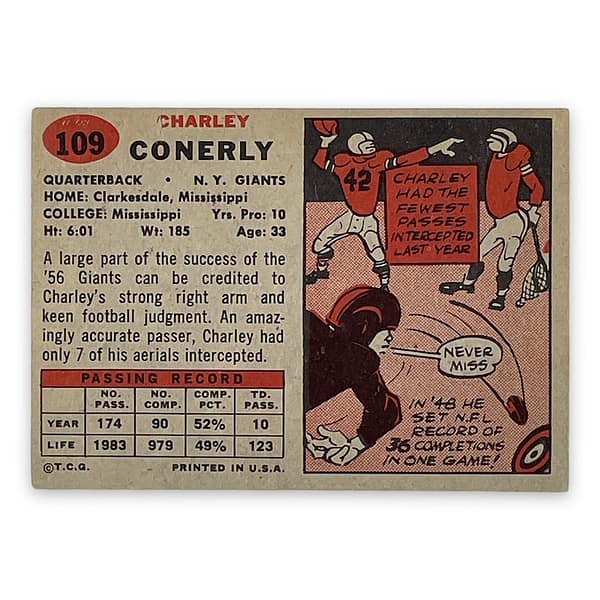 109
CHARLEY
CONERLY
QUARTERBACK • N. Y. GIANTS
HOME: Clarkesdale, Mississippi
COLLEGE: Mississippi Yrs. Pro: 10
Ht: 6:01 Wt: 185 Age: 33
A large part of the success of the
'56 Giants can be credited to
Charley's strong right arm and
keen football judgment. An amaz-
ingly accurate passer, Charley had
only 7 of his aerials intercepted.
PASSING RECORD
NO. PASS. NO. COMP. COMP. PCT. TD. PASS.
YEAR 174 90 52% 10
LIFE 1983 979 49% 123
©T.C.G. PRINTED IN U.S.A.
42
CHARLEY
HAD THE
FEWEST
PASSES
INTERCEPTED
LAST YEAR
NEVER
MISS
IN '48 HE
SET N.F.L
RECORD OF
36 COMPLETIONS
IN ONE GAME!